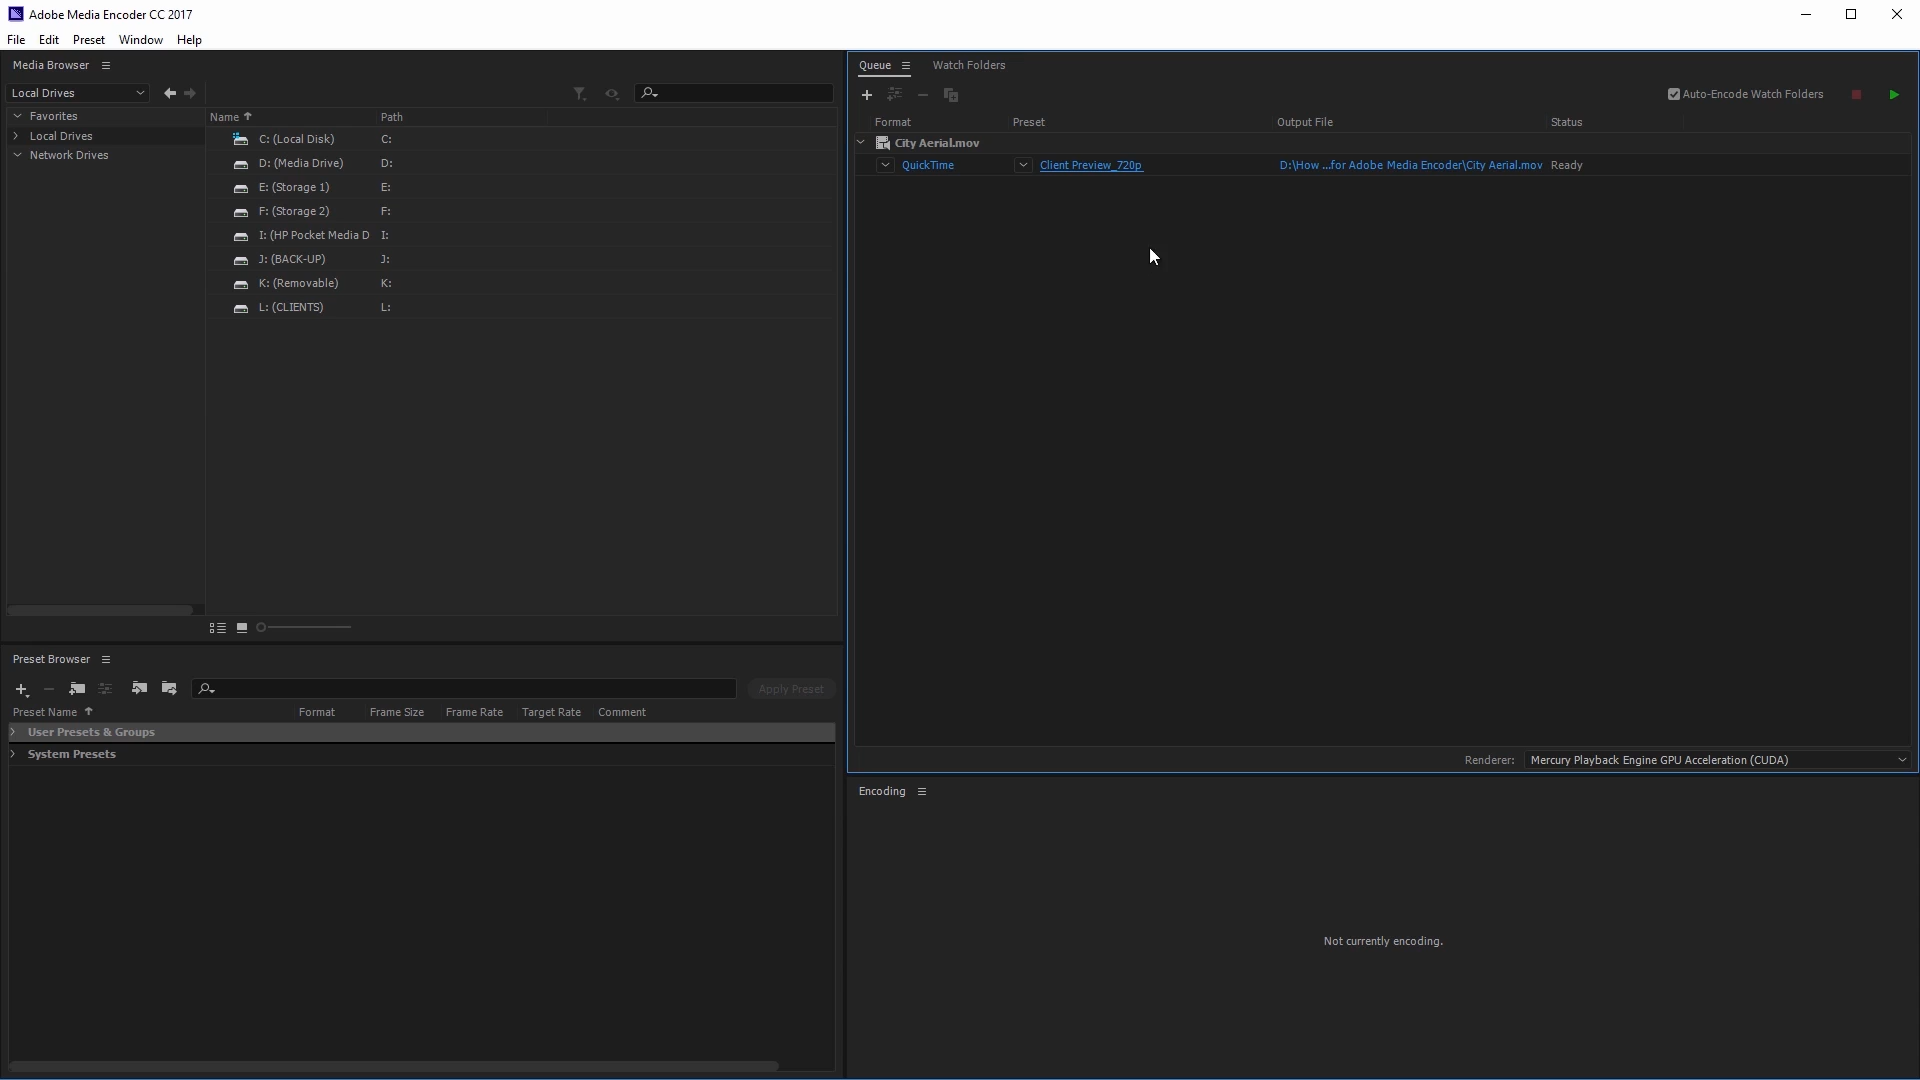 Adobe Media Encoder CC 2017
File Edit Preset Window Help
Media Browser
Local Drives
Favorites
Local Drives
Network Drives
Name Path
C: (Local Disk) C:
D: (Media Drive) D:
E: (Storage 1) E:
F: (Storage 2) F:
I: (HP Pocket Media D I:
J: (BACK-UP) J:
K: (Removable) K:
L: (CLIENTS) L:
Preset Browser
Apply Preset
Preset Name Format Frame Size Frame Rate Target Rate Comment
User Presets & Groups
System Presets
Queue Watch Folders
Auto-Encode Watch Folders
Format Preset Output File Status
City Aerial.mov
QuickTime Client Preview_720p D:\How ...for Adobe Media Encoder\City Aerial.mov Ready
Renderer: Mercury Playback Engine GPU Acceleration (CUDA)
Encoding
Not currently encoding.